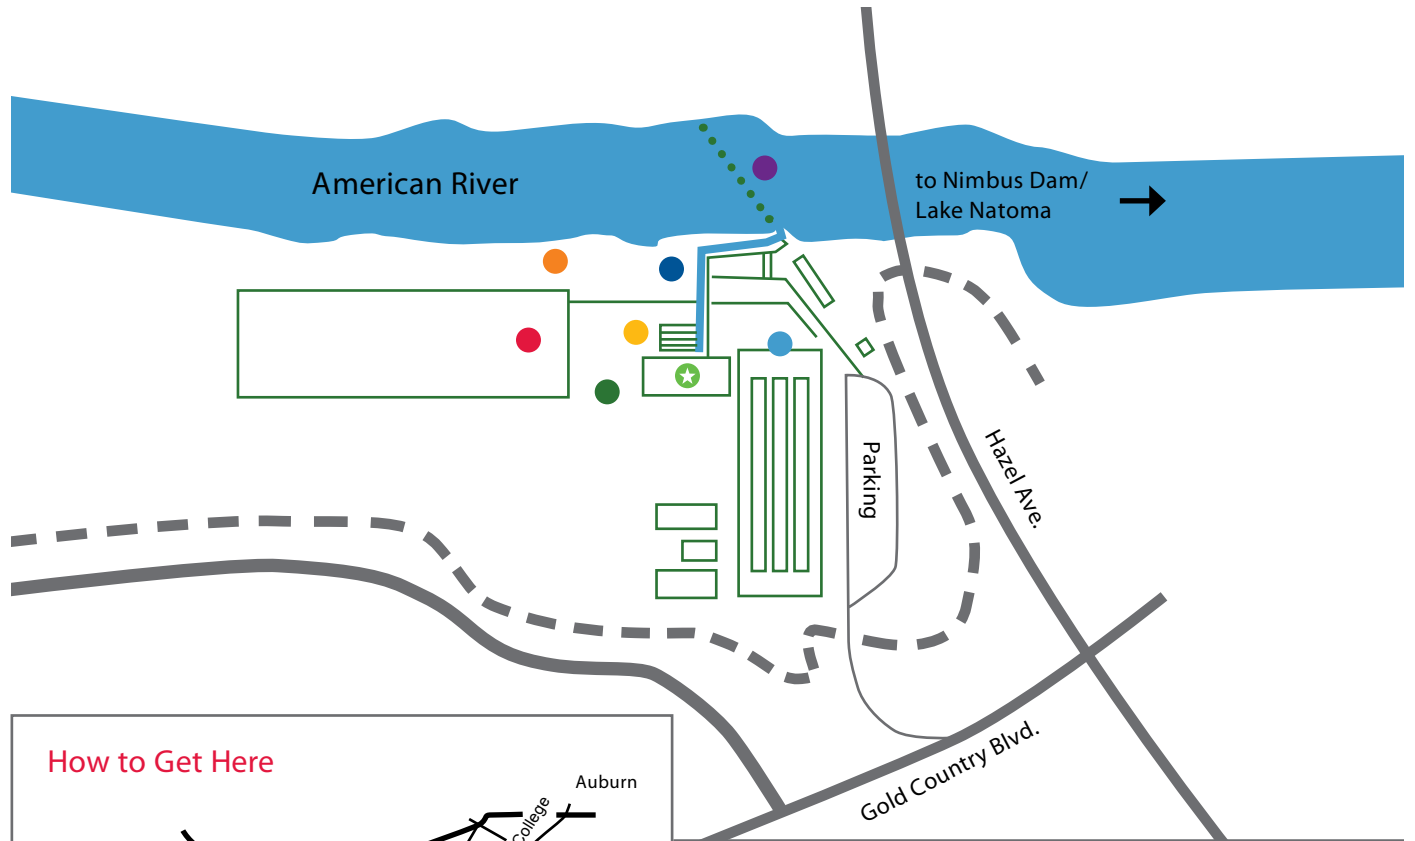 American River
to Nimbus Dam/
Lake Natoma
Parking
Hazel Ave.
Gold Country Blvd.
How to Get Here
Auburn
College